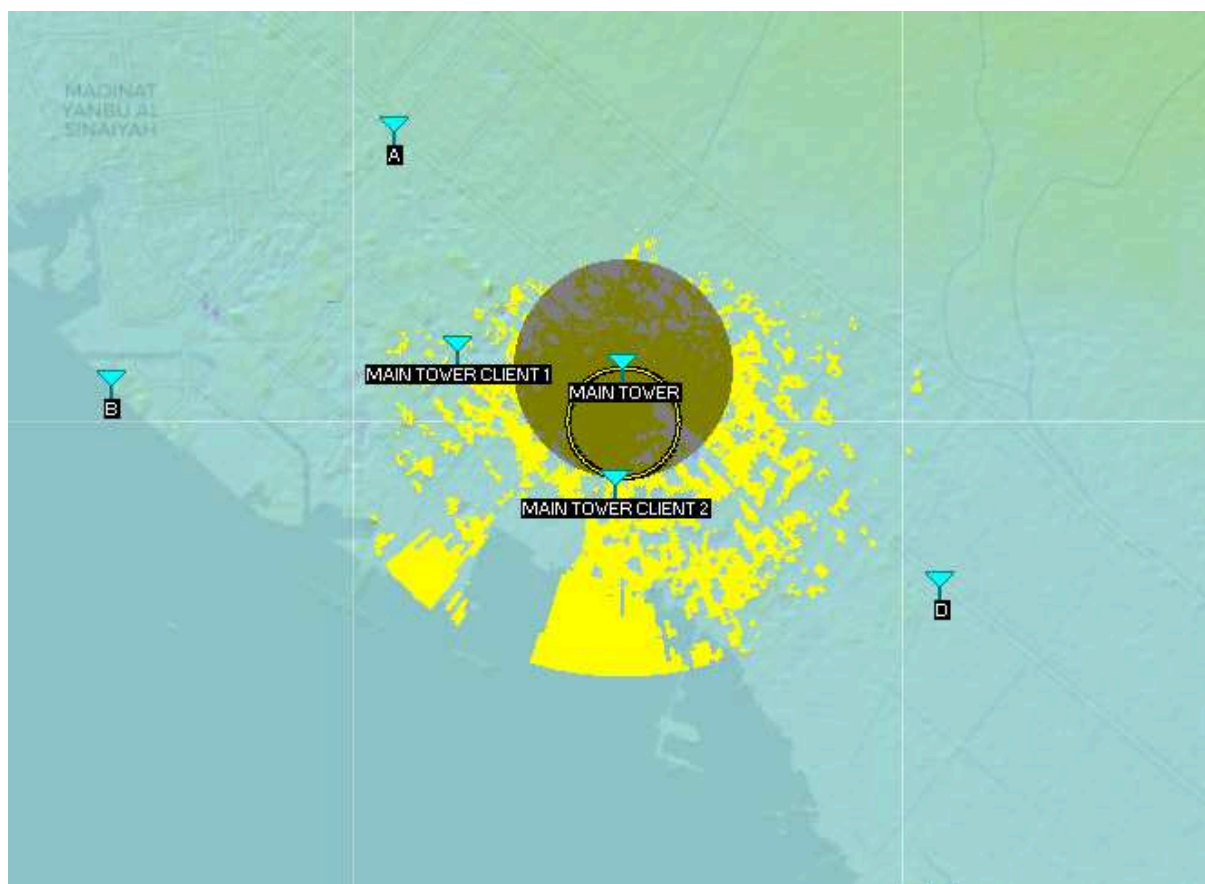 MADINAT
YANBU AL
SINAIYAH
A
MAIN TOWER CLIENT 1
MAIN TOWER
B
MAIN TOWER CLIENT 2
D